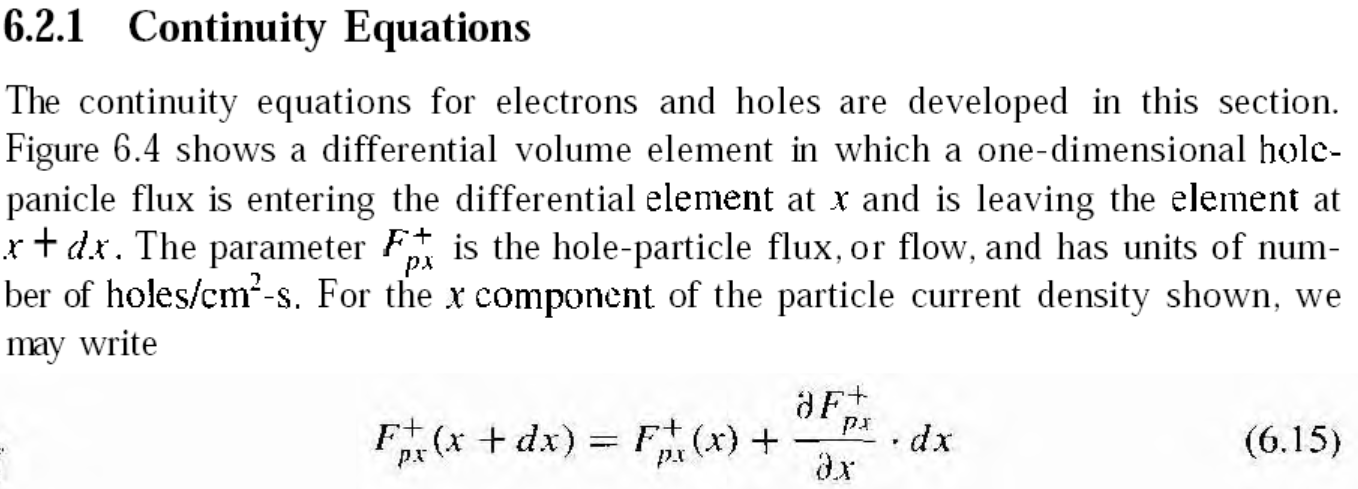 6.2.1 Continuity Equations
The continuity equations for electrons and holes are developed in this section.
Figure 6.4 shows a differential volume element in which a one-dimensional hole-
panicle flux is entering the differential element at x and is leaving the element at
x + dx. The parameter F⁺ₚₓ is the hole-particle flux, or flow, and has units of num-
ber of holes/cm²-s. For the x component of the particle current density shown, we
may write
F⁺ₚₓ(x + dx) = F⁺ₚₓ(x) + ∂F⁺ₚₓ/∂x · dx (6.15)